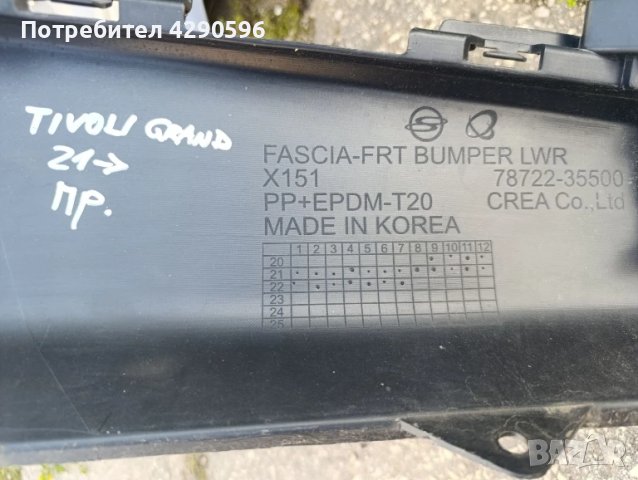 Потребител 4290596
TIVOLI GRAND
21→
ПР.
FASCIA-FRT BUMPER LWR
X151 78722-35500
PP+EPDM-T20 CREA Co.,Ltd
MADE IN KOREA
1 2 3 4 5 6 7 8 9 10 11 12
20
21
22
23
24
25
BAZAR